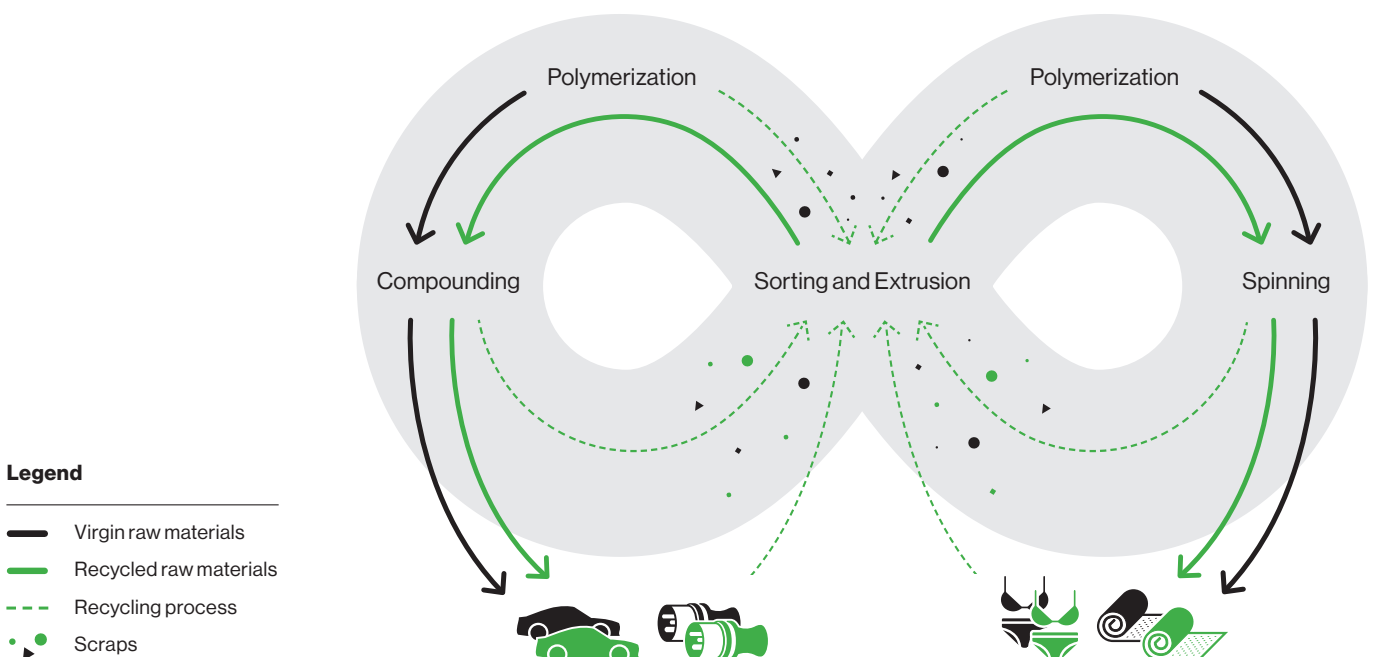 Polymerization
Polymerization
Compounding
Sorting and Extrusion
Spinning
Legend
Virgin raw materials
Recycled raw materials
Recycling process
Scraps